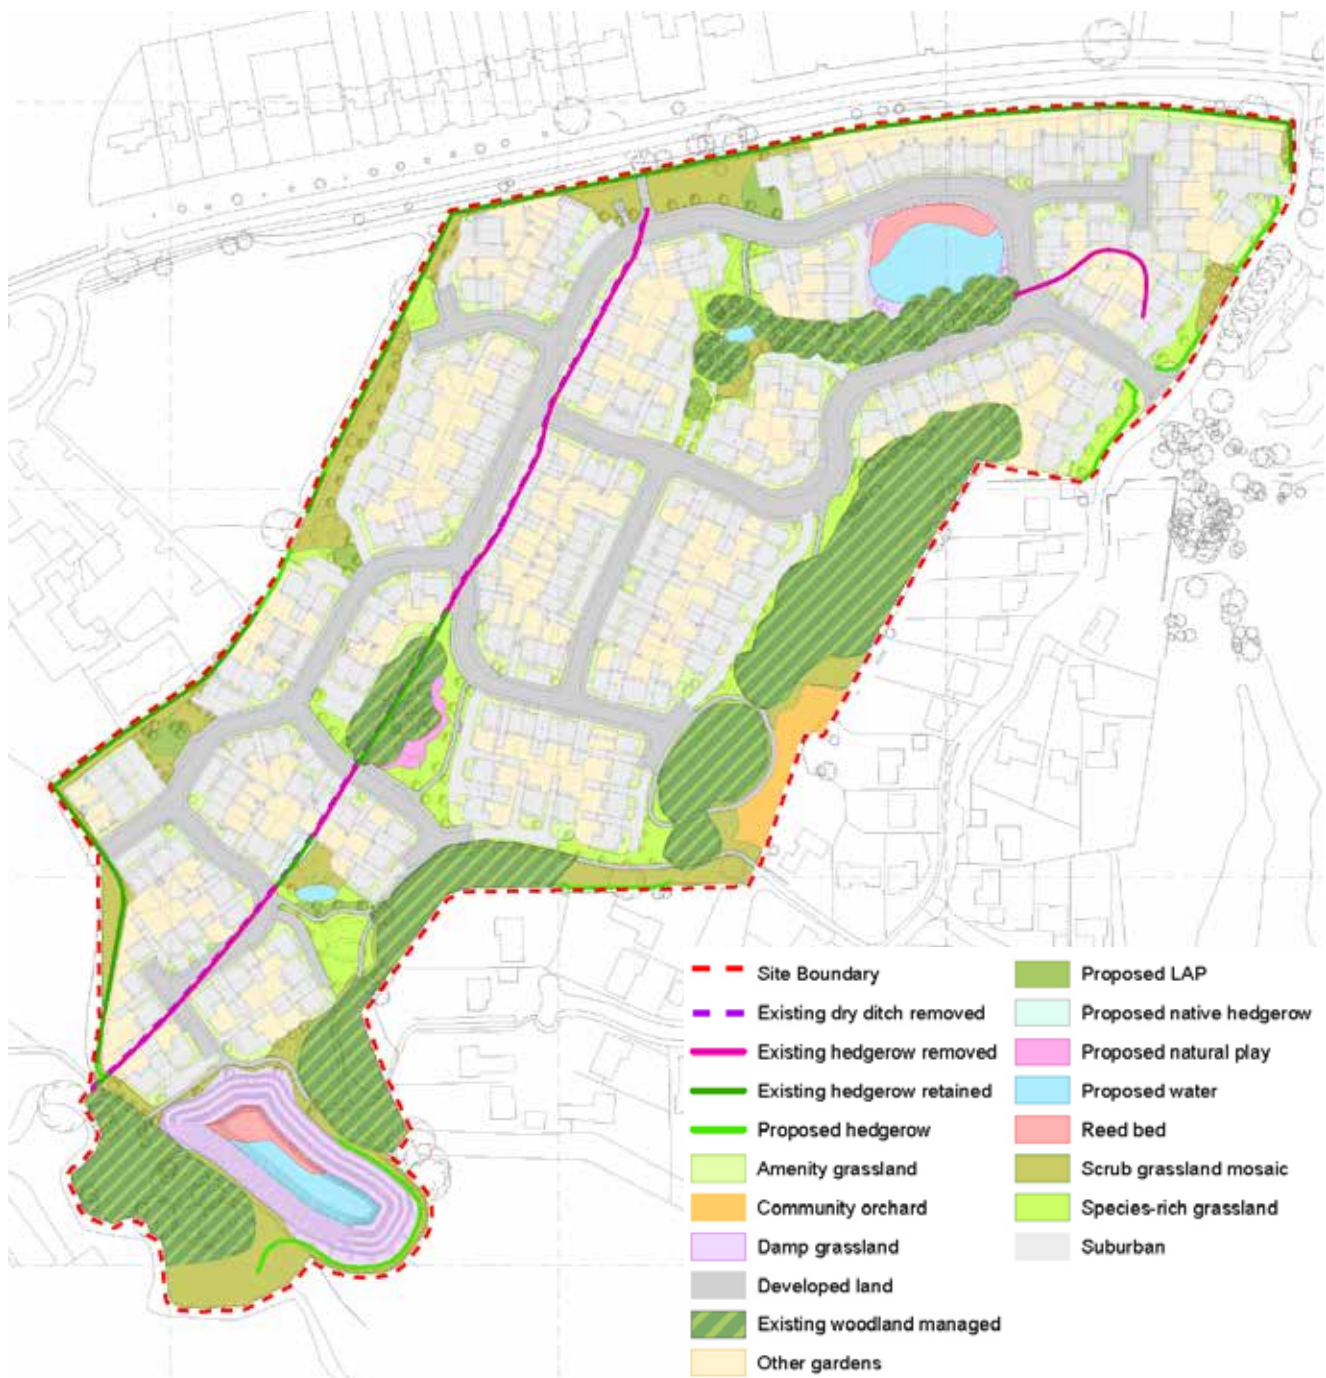 Site Boundary
Existing dry ditch removed
Existing hedgerow removed
Existing hedgerow retained
Proposed hedgerow
Amenity grassland
Community orchard
Damp grassland
Developed land
Existing woodland managed
Other gardens
Proposed LAP
Proposed native hedgerow
Proposed natural play
Proposed water
Reed bed
Scrub grassland mosaic
Species-rich grassland
Suburban